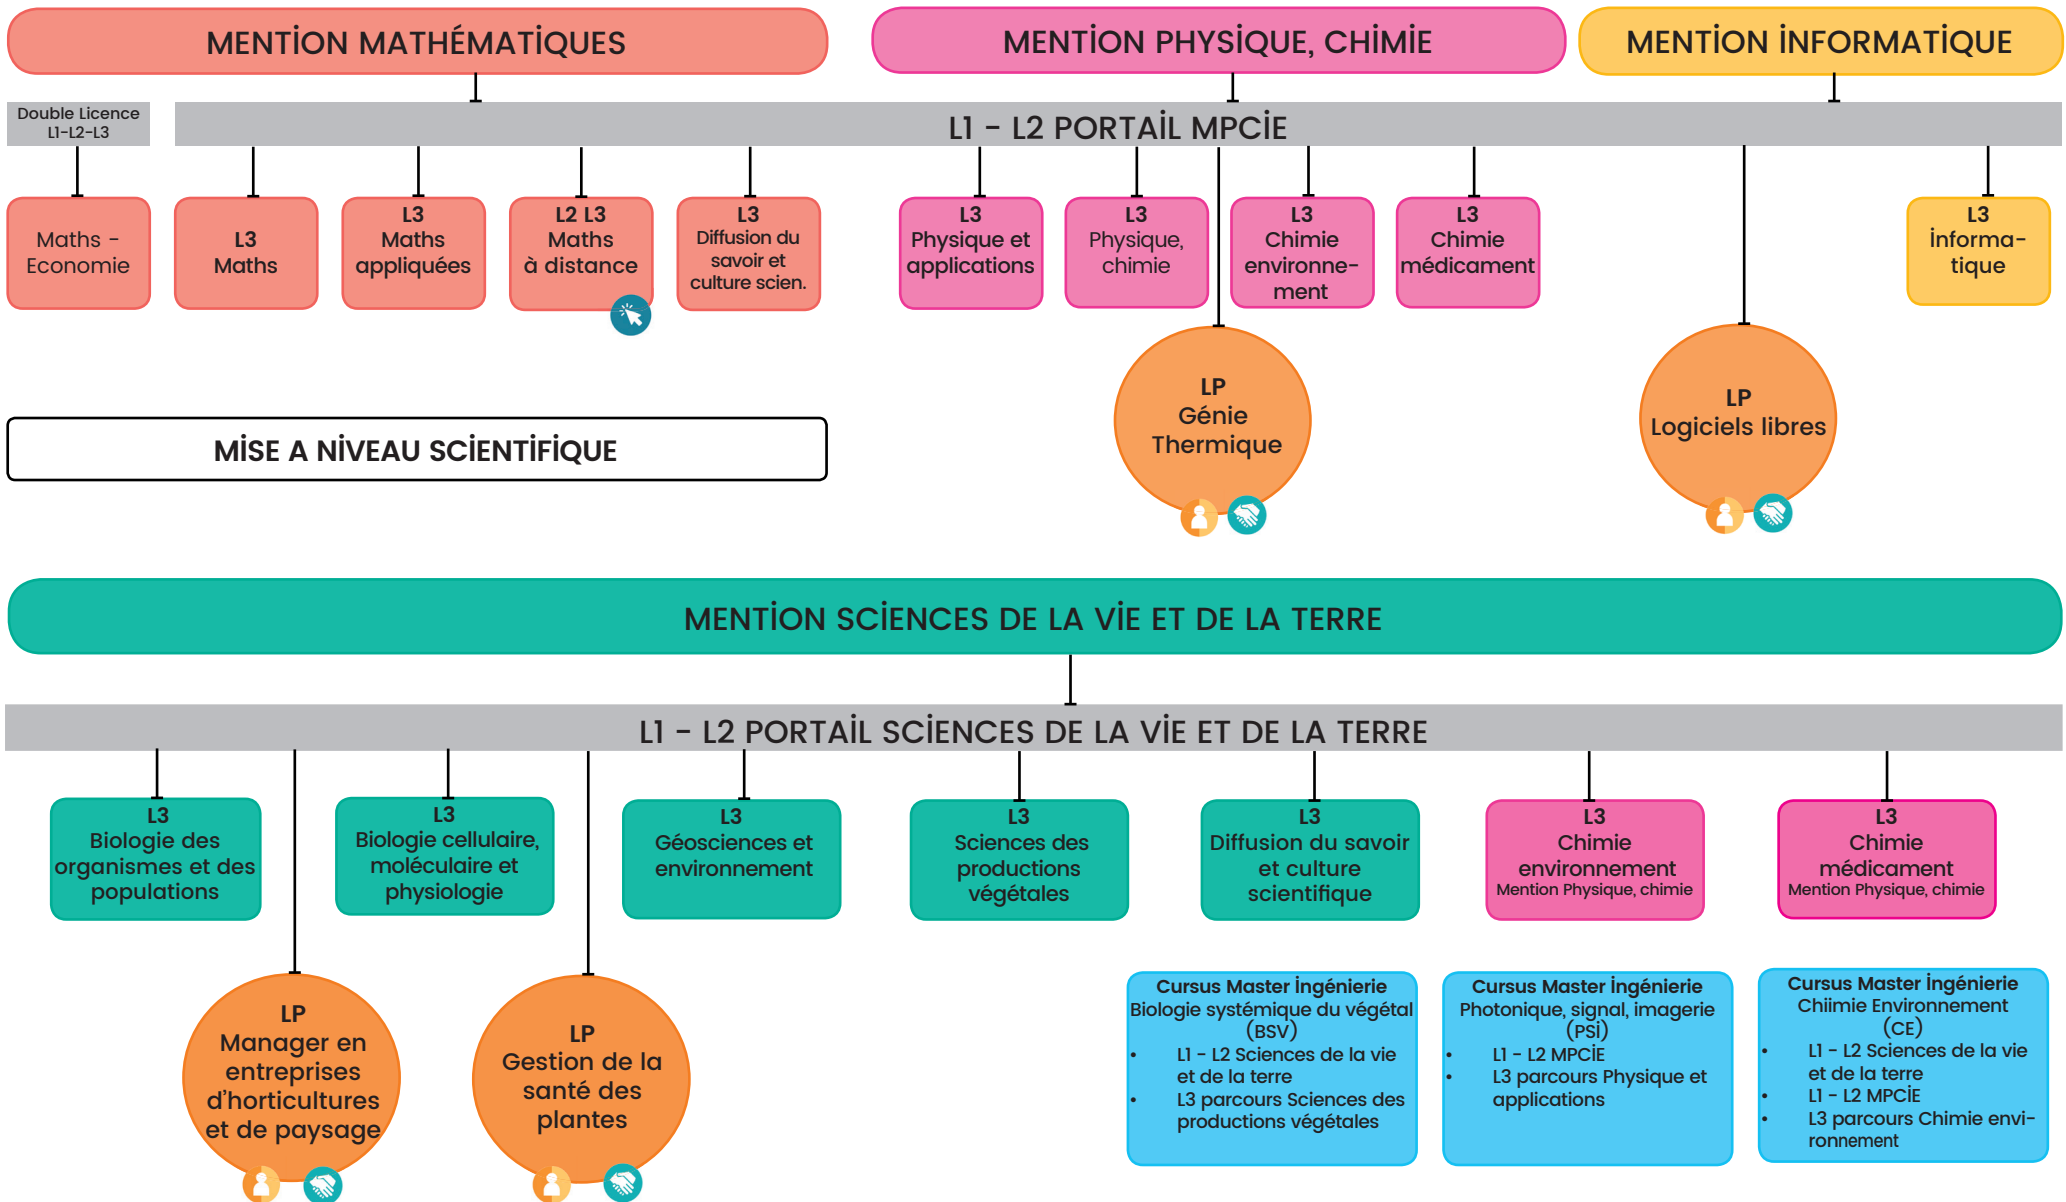 MENTİON MATHÉMATİQUES
MENTİON PHYSİQUE, CHİMİE
MENTİON İNFORMATİQUE
Double Licence
L1-L2-L3
L1 - L2 PORTAİL MPCİE
Maths -
Economie
L3
Maths
L3
Maths
appliquées
L2 L3
Maths
à distance
L3
Diffusion du
savoir et
culture scien.
L3
Physique et
applications
L3
Physique,
chimie
L3
Chimie
environne-
ment
L3
Chimie
médicament
L3
İnforma-
tique
LP
Génie
Thermique
LP
Logiciels libres
MİSE A NİVEAU SCİENTİFİQUE
MENTİON SCİENCES DE LA VİE ET DE LA TERRE
L1 - L2 PORTAİL SCİENCES DE LA VİE ET DE LA TERRE
L3
Biologie des
organismes et des
populations
L3
Biologie cellulaire,
moléculaire et
physiologie
L3
Géosciences et
environnement
L3
Sciences des
productions
végétales
L3
Diffusion du savoir
et culture
scientifique
L3
Chimie
environnement
Mention Physique, chimie
L3
Chimie
médicament
Mention Physique, chimie
LP
Manager en
entreprises
d'horticultures
et de paysage
LP
Gestion de la
santé des
plantes
Cursus Master İngénierie
Biologie systémique du végétal
(BSV)
• L1 - L2 Sciences de la vie
et de la terre
• L3 parcours Sciences des
productions végétales
Cursus Master İngénierie
Photonique, signal, imagerie
(PSİ)
• L1 - L2 MPCİE
• L3 parcours Physique et
applications
Cursus Master İngénierie
Chiimie Environnement
(CE)
• L1 - L2 Sciences de la vie
et de la terre
• L1 - L2 MPCİE
• L3 parcours Chimie envi-
ronnement